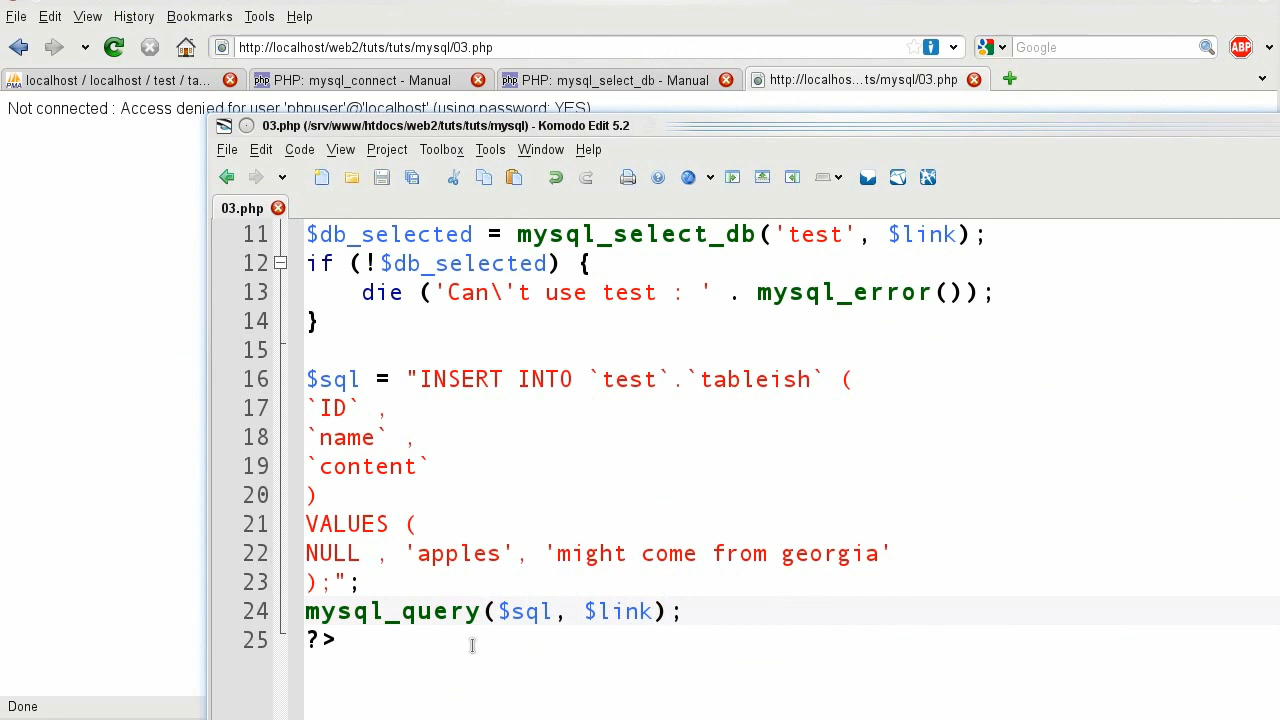 File Edit View History Bookmarks Tools Help
http://localhost/web2/tuts/tuts/mysql/03.php
Google
ABP
localhost / localhost / test / ta...
PHP: mysql_connect - Manual
PHP: mysql_select_db - Manual
http://localhos...ts/mysql/03.php
Not connected : Access denied for user 'phpuser'@'localhost' (using password: YES)
03.php (/srv/www/htdocs/web2/tuts/tuts/mysql) - Komodo Edit 5.2
File Edit Code View Project Toolbox Tools Window Help
03.php
11 $db_selected = mysql_select_db('test', $link);
12 if (!$db_selected) {
13 die ('Can\'t use test : ' . mysql_error());
14 }
15
16 $sql = "INSERT INTO `test`.`tableish` (
17 `ID` ,
18 `name` ,
19 `content`
20 )
21 VALUES (
22 NULL , 'apples', 'might come from georgia'
23 );";
24 mysql_query($sql, $link);
25 ?>
Done